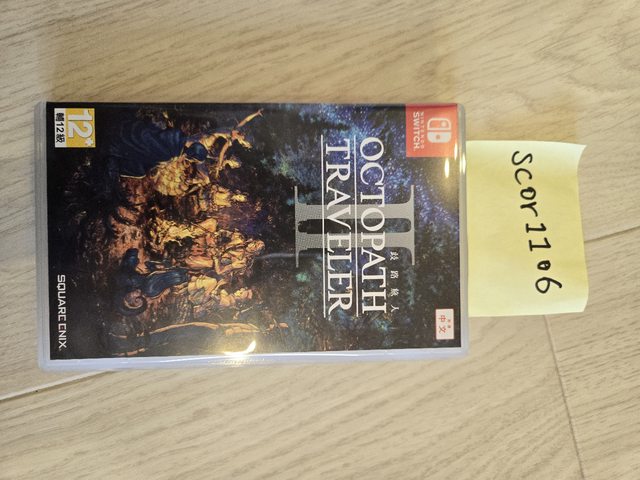 NINTENDO
SWITCH
OCTOPATH
TRAVELER
II
歧路旅人
中文
12+
輔12級
SQUARE ENIX
scor1106